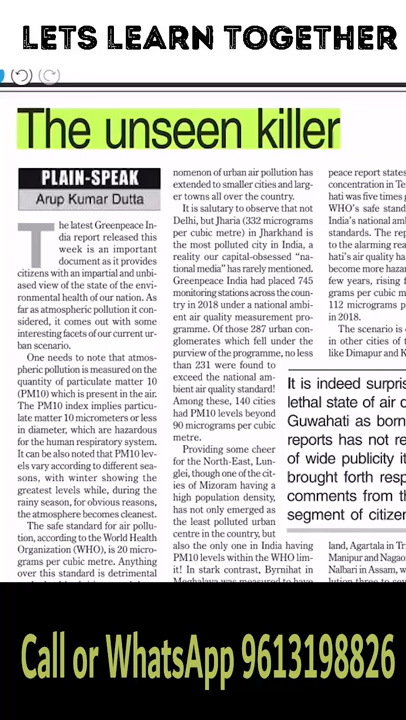 LETS LEARN TOGETHER
The unseen killer
PLAIN-SPEAK
Arup Kumar Dutta
The latest Greenpeace In-
dia report released this
week is an important
document as it provides
citizens with an impartial and unbi-
ased view of the state of the envi-
ronmental health of our nation. As
far as atmospheric pollution it con-
sidered, it comes out with some
interesting facets of our current ur-
ban scenario.
One needs to note that atmos-
pheric pollution is measured on the
quantity of particulate matter 10
(PM10) which is present in the air.
The PM10 index implies particu-
late matter 10 micrometers or less
in diameter, which are hazardous
for the human respiratory system.
It can be also noted that PM10 lev-
els vary according to different sea-
sons, with winter showing the
greatest levels while, during the
rainy season, for obvious reasons,
the atmosphere becomes cleanest.
The safe standard for air pollu-
tion, according to the World Health
Organization (WHO), is 20 micro-
grams per cubic metre. Anything
over this standard is detrimental
nomenon of urban air pollution has
extended to smaller cities and larg-
er towns all over the country.
It is salutary to observe that not
Delhi, but Jharia (332 micrograms
per cubic metre) in Jharkhand is
the most polluted city in India, a
reality our capital-obsessed "na-
tional media" has rarely mentioned.
Greenpeace India had placed 745
monitoring stations across the coun-
try in 2018 under a national ambi-
ent air quality measurement pro-
gramme. Of those 287 urban con-
glomerates which fell under the
purview of the programme, no less
than 231 were found to
exceed the national am-
bient air quality standard!
Among these, 140 cities
had PM10 levels beyond
90 micrograms per cubic
metre.
Providing some cheer
for the North-East, Lun-
glei, though one of the cit-
ies of Mizoram having a
high population density,
has not only emerged as
the least polluted urban
centre in the country, but
also the only one in India having
PM10 levels within the WHO lim-
it! In stark contrast, Byrnihat in
Meghalaya was measured to have
peace report states
concentration in Te
hati was five times g
WHO's safe stand
India's national amb
standards. The rep
to the alarming rea
hati's air quality ha
become more hazar
few years, rising f
grams per cubic m
112 micrograms p
in 2018.
The scenario is
in other cities of t
like Dimapur and K
It is indeed surpris
lethal state of air q
Guwahati as born
reports has not re
of wide publicity it
brought forth resp
comments from th
segment of citizer
land, Agartala in Tr
Manipur and Nagao
Nalbari in Assam, w
lution three to seve
Call or WhatsApp 9613198826